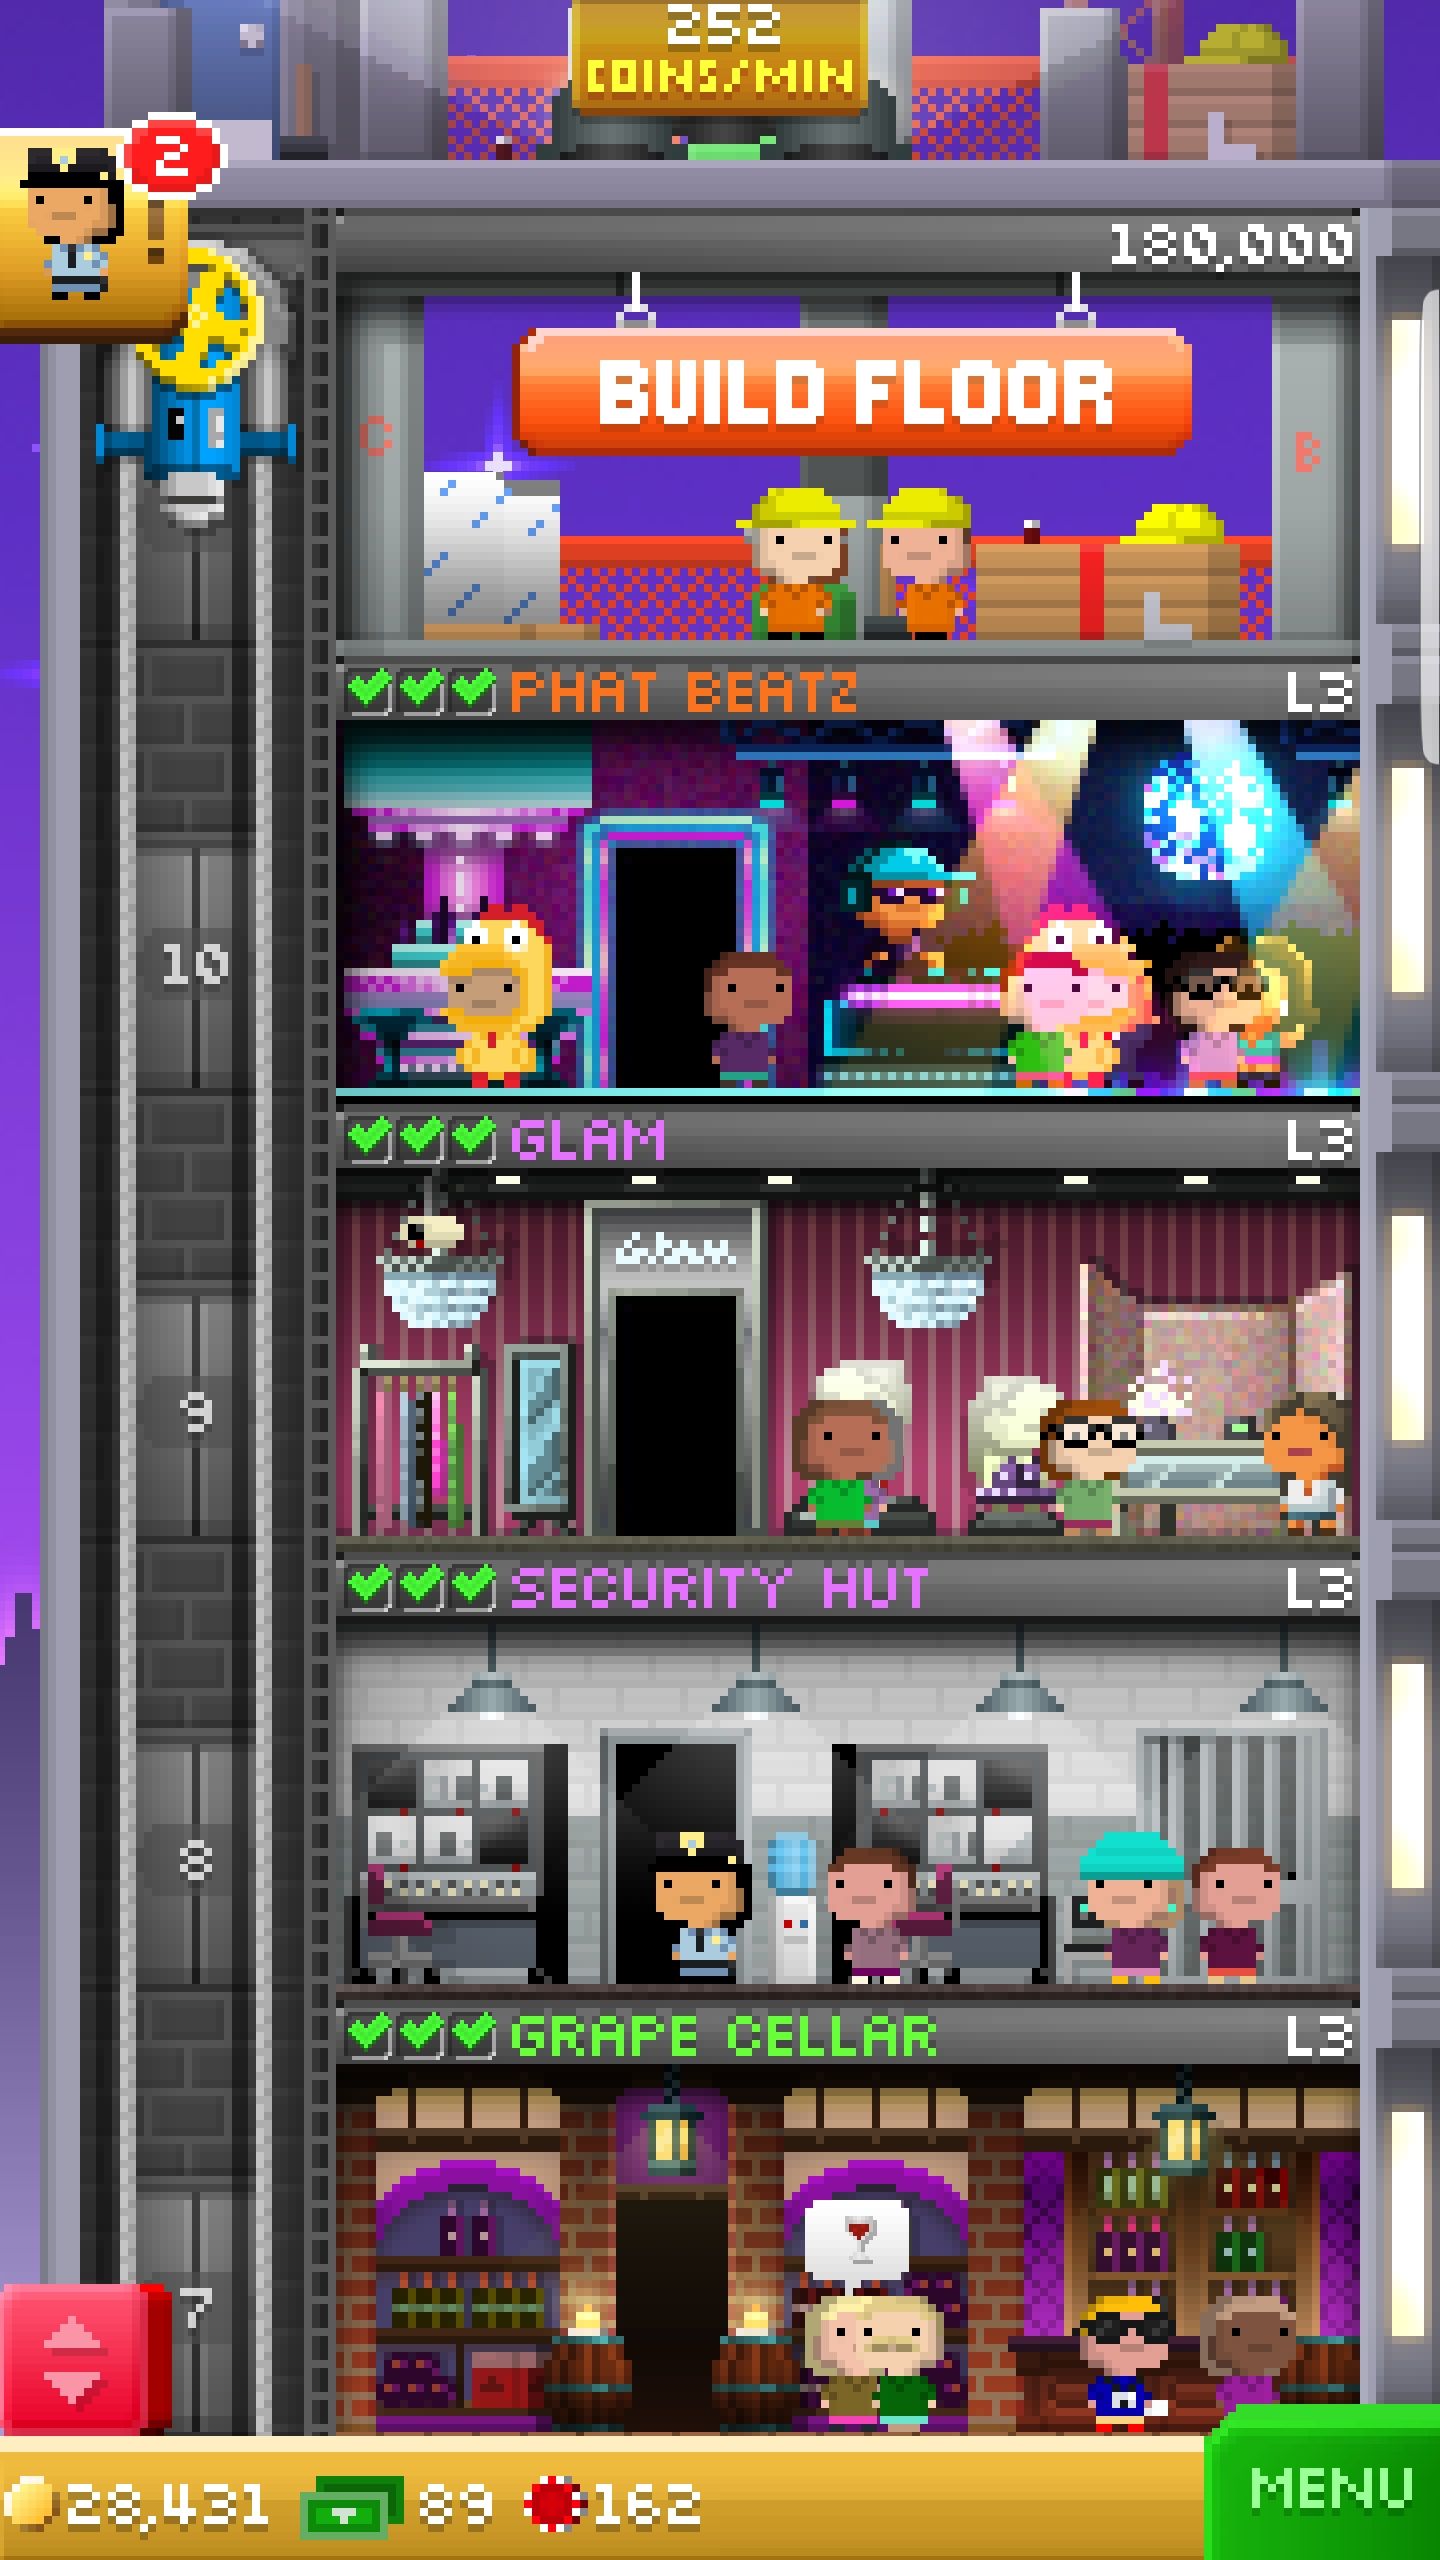 252
COINS/MIN
2
!
180,000
BUILD FLOOR
C
B
PHAT BEATZ L3
10
GLAM L3
Glam
9
SECURITY HUT L3
8
GRAPE CELLAR L3
7
28,431 89 162
MENU